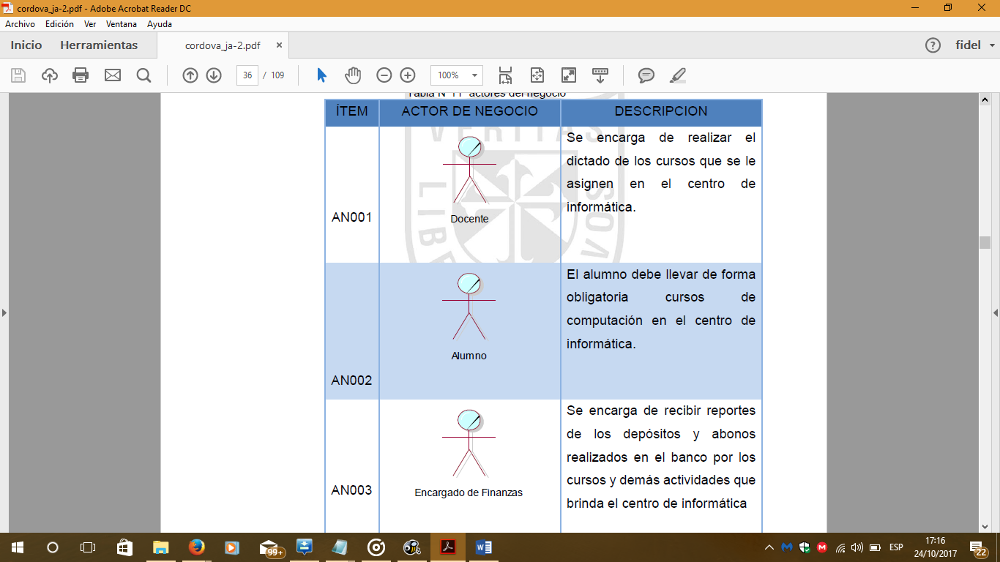 cordova_ja-2.pdf - Adobe Acrobat Reader DC
Archivo Edición Ver Ventana Ayuda
Inicio Herramientas cordova_ja-2.pdf × ? fidel
36 / 109 100%
Tabla N° 11 actores del negocio
ÍTEM ACTOR DE NEGOCIO DESCRIPCION
VERITAS
LIBE
SON
AN001
Docente
Se encarga de realizar el
dictado de los cursos que se le
asignen en el centro de
informática.
AN002
Alumno
El alumno debe llevar de forma
obligatoria cursos de
computación en el centro de
informática.
AN003
Encargado de Finanzas
Se encarga de recibir reportes
de los depósitos y abonos
realizados en el banco por los
cursos y demás actividades que
brinda el centro de informática
99+
ESP
17:16
24/10/2017
22